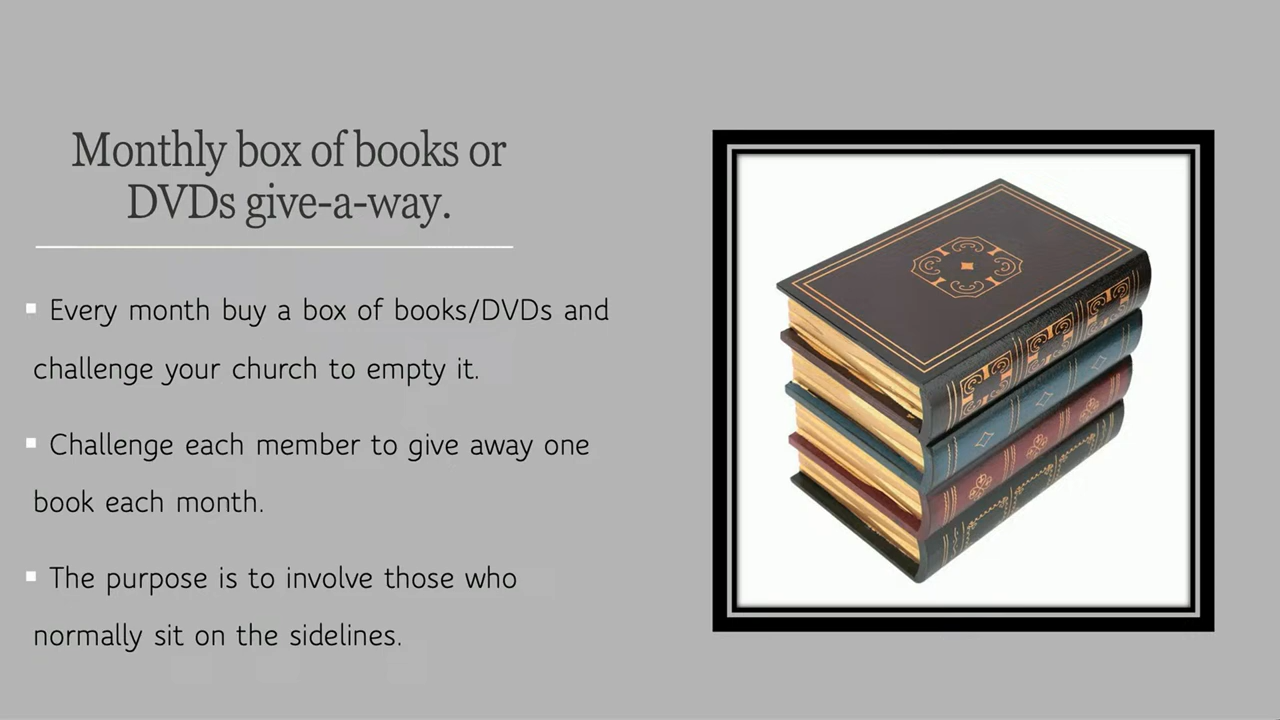 Monthly box of books or
DVDs give-a-way.
▪ Every month buy a box of books/DVDs and
challenge your church to empty it.
▪ Challenge each member to give away one
book each month.
▪ The purpose is to involve those who
normally sit on the sidelines.